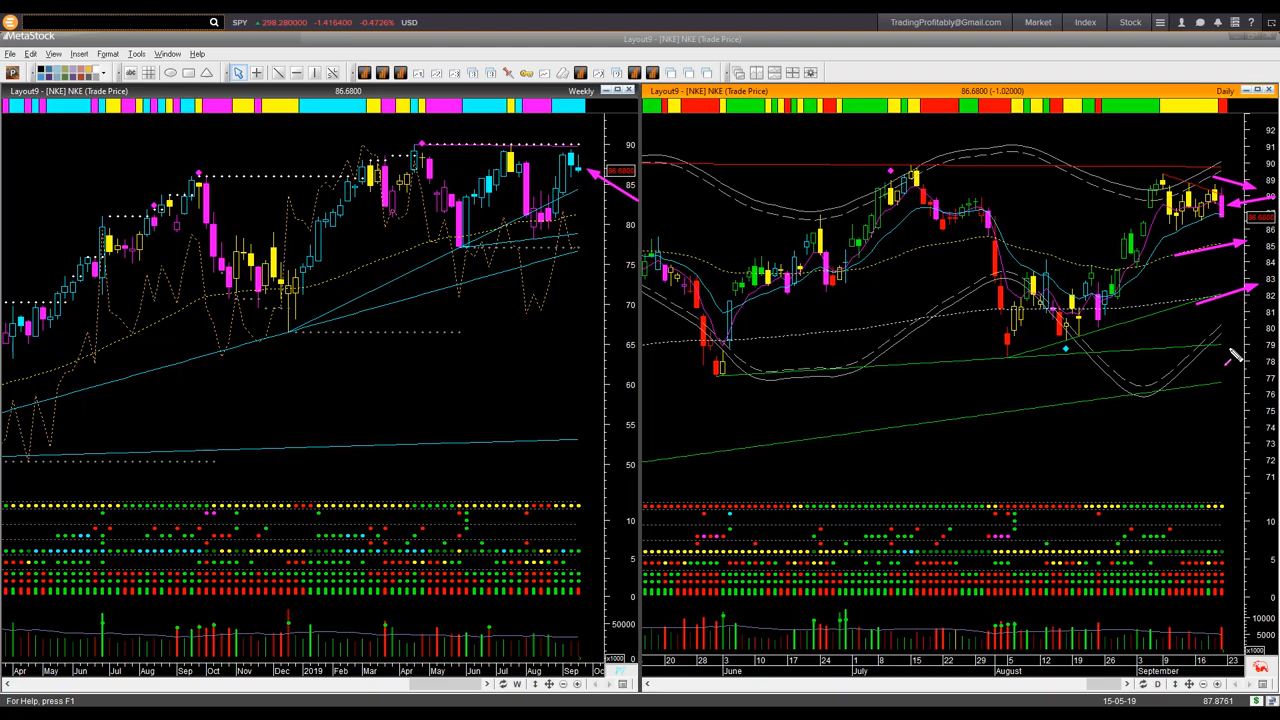 SPY 298.280000 -1.416400 -0.4726% USD TradingProfitably@Gmail.com Market Index Stock
MetaStock
Layout9 - [NKE] NKE (Trade Price)
File Edit View Insert Format Tools Window Help
Layout9 - [NKE] NKE (Trade Price) 86.6800 Weekly
Layout9 - [NKE] NKE (Trade Price) 86.6800 (-1.02000) Daily
90
85
80
75
70
65
60
55
50
10
5
0
50000
0
x1000
Apr May Jun Jul Aug Sep Oct Nov Dec 2019 Feb Mar Apr May Jun Jul Aug Sep Oc
W
92
91
90
89
88
86.6800
85
84
83
82
81
80
79
78
77
76
75
74
73
72
71
10
5
0
10000
5000
x1000
20 28 3 10 17 24 1 8 15 22 29 5 12 19 26 3 9 16 23
June July August September
D
For Help, press F1 15-05-19 87.8761